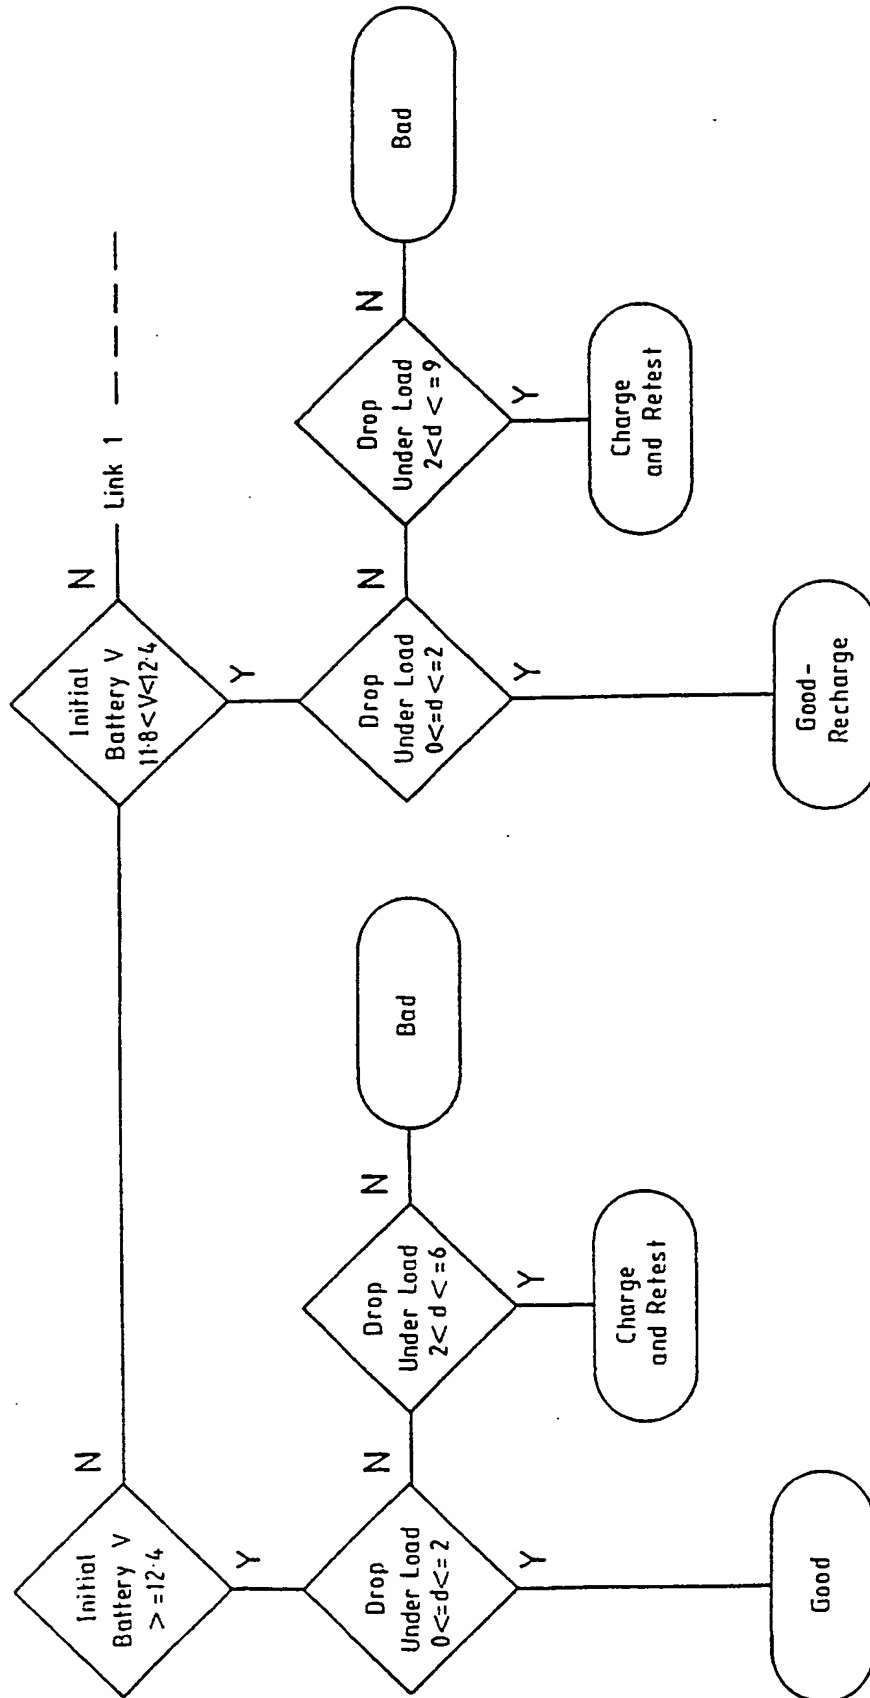 Initial
Battery V
> =12·4
N
Y
Drop
Under Load
0<=d<= 2
N
Y
Good
Drop
Under Load
2< d < =6
N
Y
Charge
and Retest
Bad
Initial
Battery V
11·8<V<12·4
N
Link 1
Y
Drop
Under Load
0<=d <=2
N
Y
Good-
Recharge
Drop
Under Load
2<d < =9
N
Y
Charge
and Retest
Bad